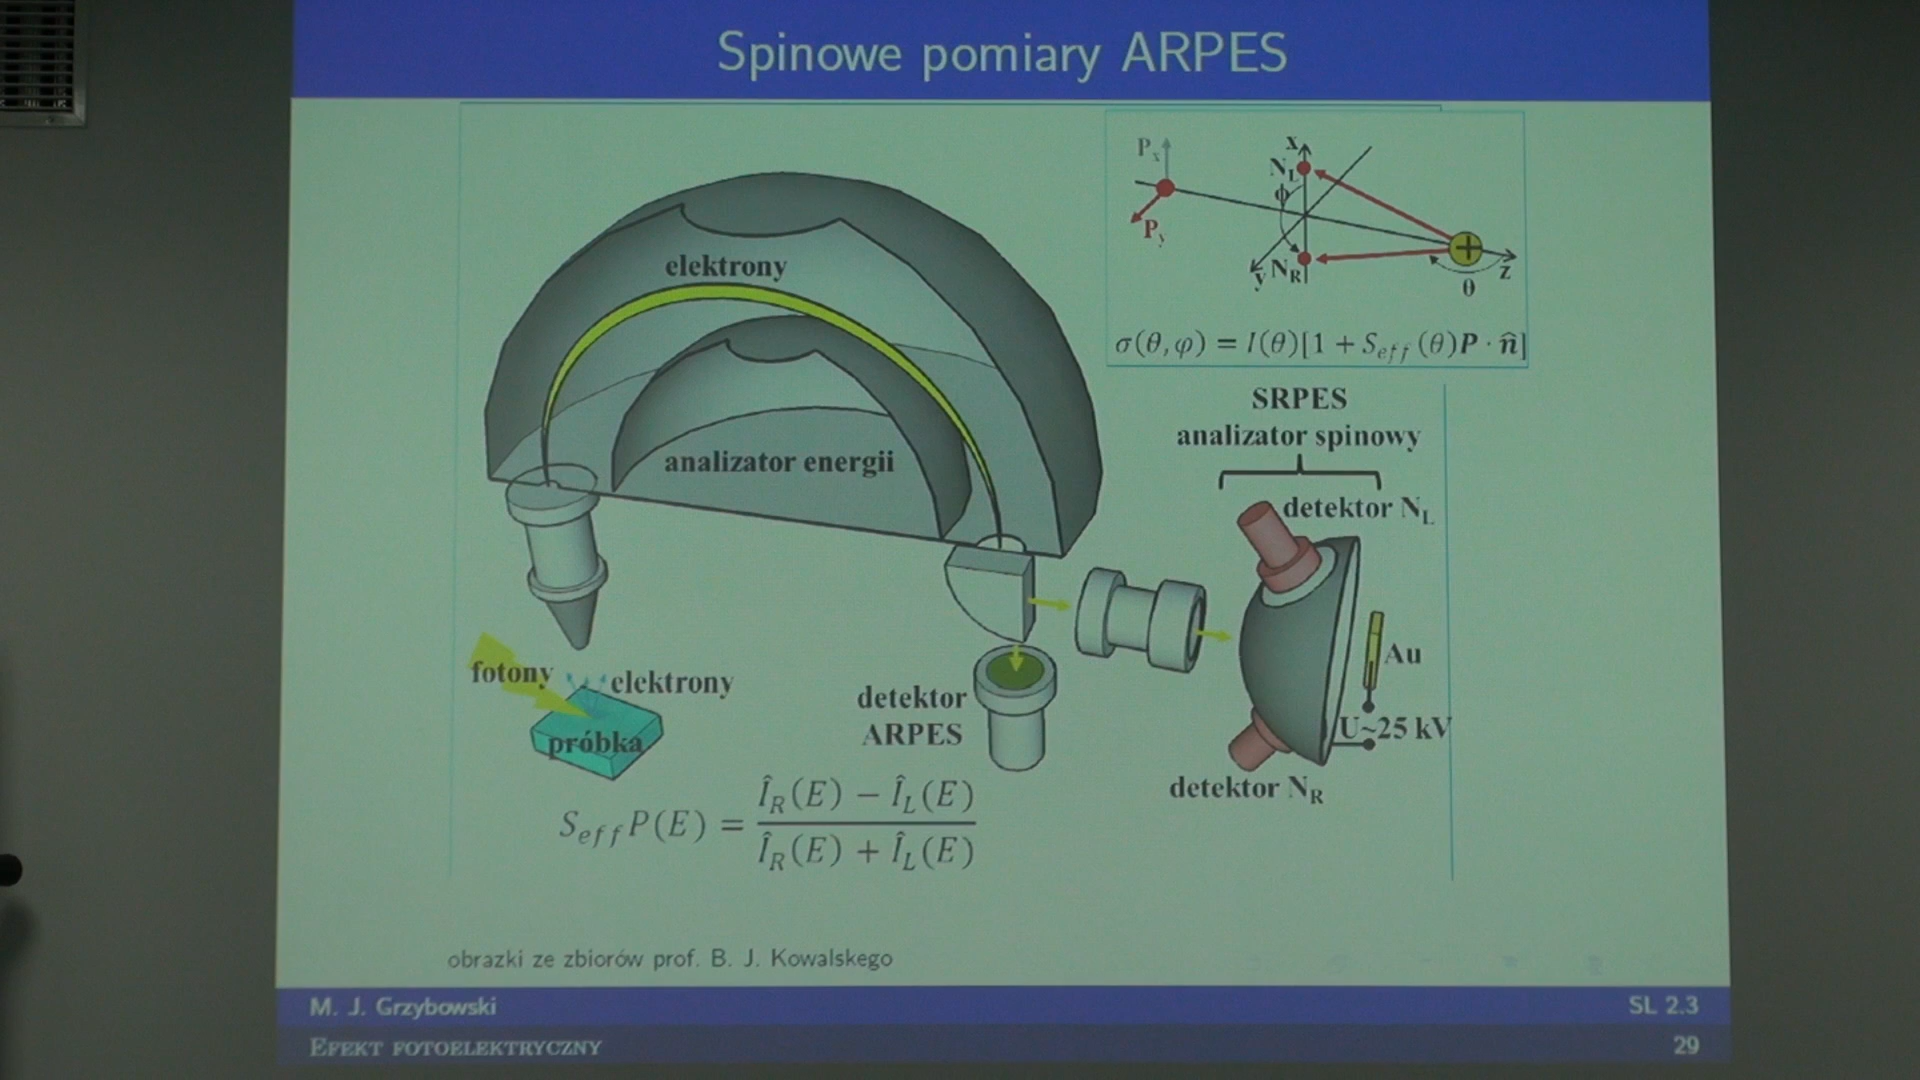 Spinowe pomiary ARPES
Pₓ
P_y
x
N_L
ϕ
y
N_R
z
θ
σ(θ,φ) = I(θ)[1 + S_eff (θ)P · n̂]
elektrony
analizator energii
SRPES
analizator spinowy
detektor N_L
Au
U~25 kV
detektor N_R
fotony
elektrony
próbka
detektor
ARPES
S_eff P(E) = (Î_R(E) − Î_L(E)) / (Î_R(E) + Î_L(E))
obrazki ze zbiorów prof. B. J. Kowalskego
M. J. Grzybowski
SL 2.3
EFEKT FOTOELEKTRYCZNY
29